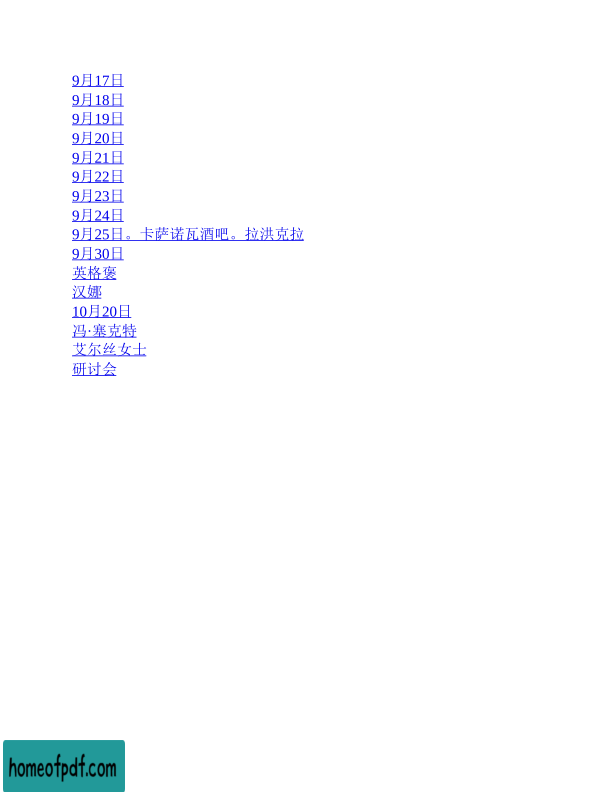 9月17日
9月18日
9月19日
9月20日
9月21日
9月22日
9月23日
9月24日
9月25日。卡萨诺瓦酒吧。拉洪克拉
9月30日
英格褒
汉娜
10月20日
冯·塞克特
艾尔丝女士
研讨会
homeofpdf.com